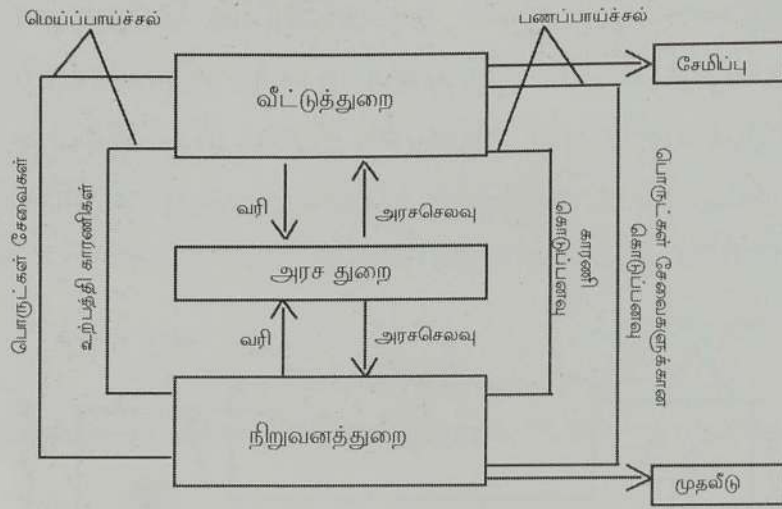 மெய்ப்பாய்ச்சல்
பணப்பாய்ச்சல்
சேமிப்பு
வீட்டுத்துறை
பொருட்கள் சேவைகள்
உற்பத்தி காரணிகள்
வரி
அரசசெலவு
காரணி
கொடுப்பனவு
பொருட்கள் சேவைகளுக்கான
கொடுப்பனவு
அரச துறை
வரி
அரசசெலவு
நிறுவனத்துறை
முதலீடு